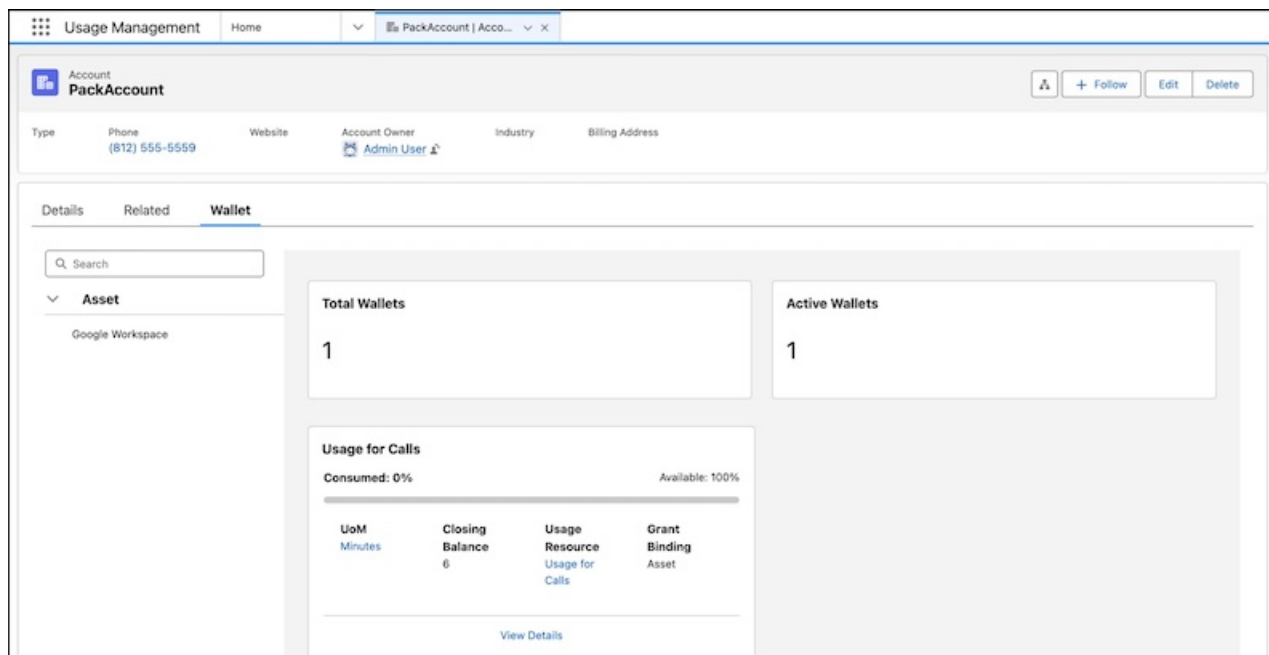 Usage Management Home PackAccount | Acco...
Account
PackAccount
Follow Edit Delete
Type Phone Website Account Owner Industry Billing Address
(812) 555-5559 Admin User
Details Related Wallet
Search
Asset
Google Workspace
Total Wallets
1
Active Wallets
1
Usage for Calls
Consumed: 0% Available: 100%
UoM Closing Usage Grant
Minutes Balance Resource Binding
6 Usage for Asset
Calls
View Details